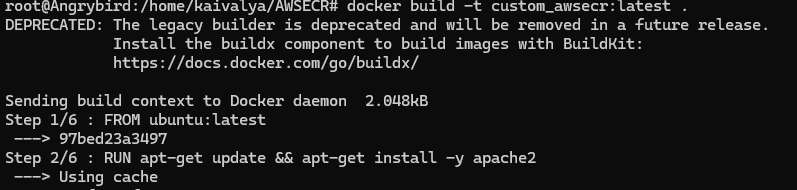 root@Angrybird:/home/kaivalya/AWSECR# docker build -t custom_awsecr:latest .
DEPRECATED: The legacy builder is deprecated and will be removed in a future release.
            Install the buildx component to build images with BuildKit:
            https://docs.docker.com/go/buildx/

Sending build context to Docker daemon  2.048kB
Step 1/6 : FROM ubuntu:latest
 ---> 97bed23a3497
Step 2/6 : RUN apt-get update && apt-get install -y apache2
 ---> Using cache